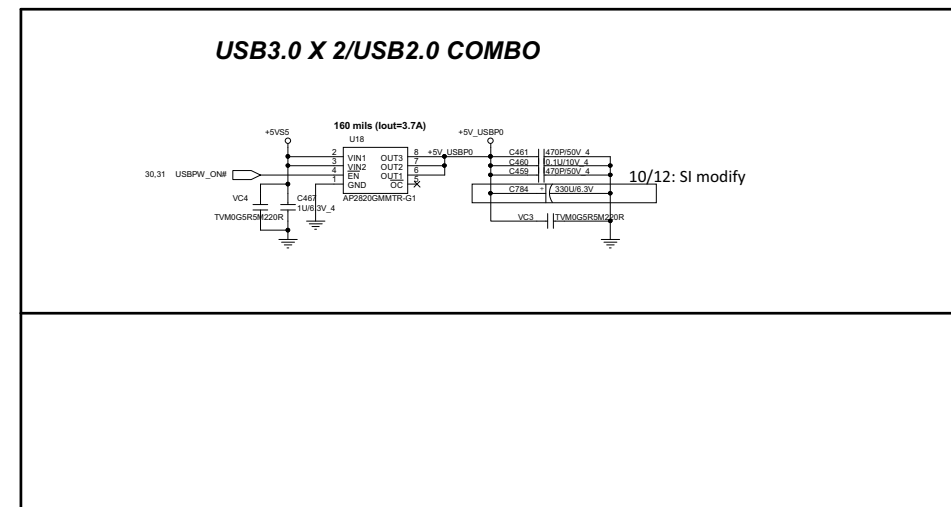 USB3.0 X 2/USB2.0 COMBO
160 mils (Iout=3.7A)
+5VS5
U18
+5V_USBP0
2 VIN1 OUT3 8 +5V_USBP0
3 VIN2 OUT2 7
4 EN OUT1 6
1 GND OC 5
AP2820GMMTR-G1
30,31 USBPW_ON#
VC4
TVM0G5R5M220R
C467
1U/6.3V_4
C461 470P/50V_4
C460 0.1U/10V_4
C459 470P/50V_4
C784 + 330U/6.3V
VC3 TVM0G5R5M220R
10/12: SI modify